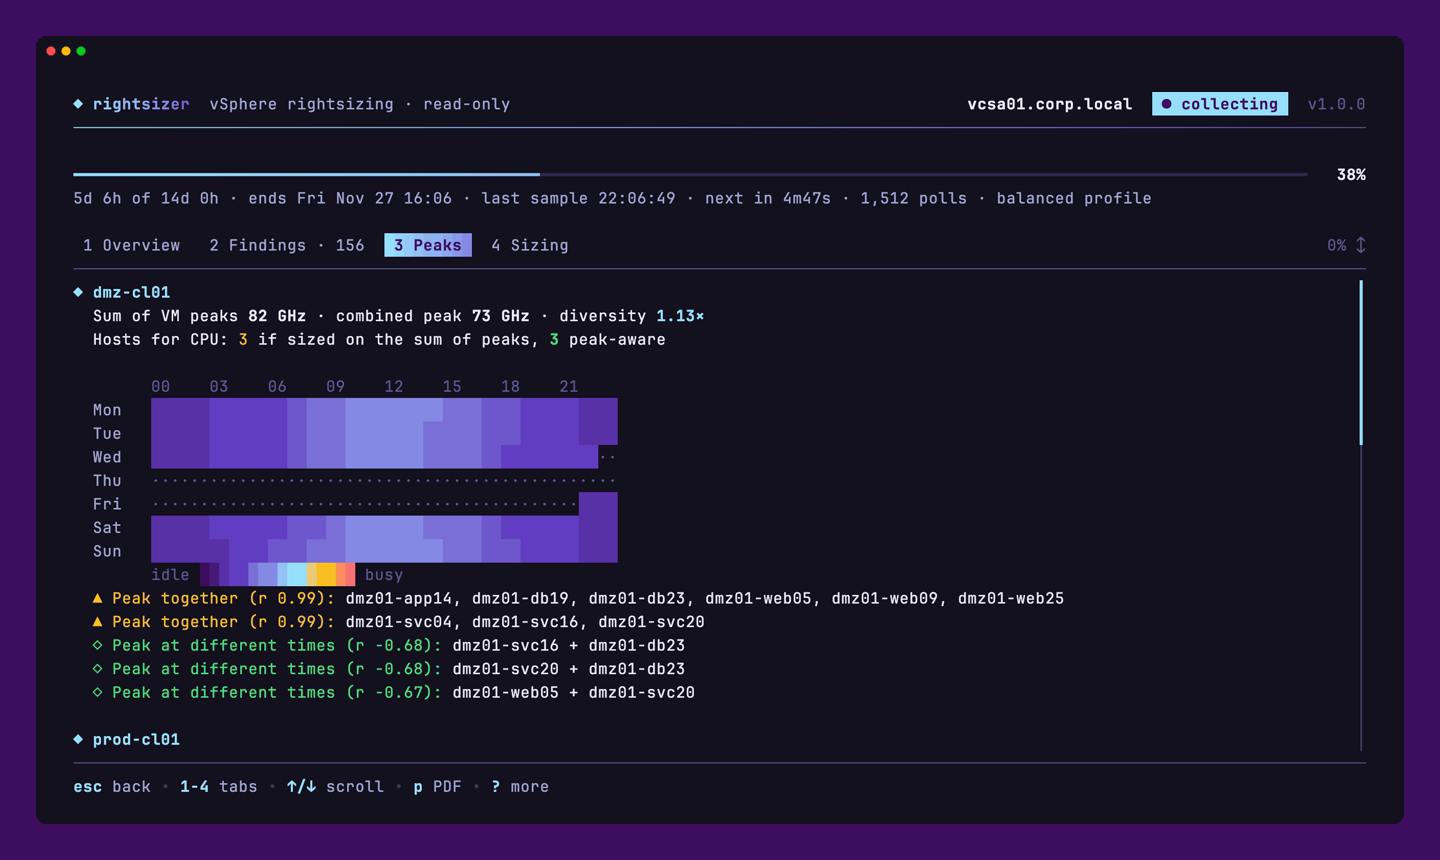 ◆ rightsizer vSphere rightsizing · read-only vcsa01.corp.local ● collecting v1.0.0
38%
5d 6h of 14d 0h · ends Fri Nov 27 16:06 · last sample 22:06:49 · next in 4m47s · 1,512 polls · balanced profile
1 Overview 2 Findings · 156 3 Peaks 4 Sizing 0% ↕
◆ dmz-cl01
Sum of VM peaks 82 GHz · combined peak 73 GHz · diversity 1.13×
Hosts for CPU: 3 if sized on the sum of peaks, 3 peak-aware
00 03 06 09 12 15 18 21
Mon
Tue
Wed
Thu
Fri
Sat
Sun
idle busy
▲ Peak together (r 0.99): dmz01-app14, dmz01-db19, dmz01-db23, dmz01-web05, dmz01-web09, dmz01-web25
▲ Peak together (r 0.99): dmz01-svc04, dmz01-svc16, dmz01-svc20
◇ Peak at different times (r -0.68): dmz01-svc16 + dmz01-db23
◇ Peak at different times (r -0.68): dmz01-svc20 + dmz01-db23
◇ Peak at different times (r -0.67): dmz01-web05 + dmz01-svc20
◆ prod-cl01
esc back · 1-4 tabs · ↑/↓ scroll · p PDF · ? more